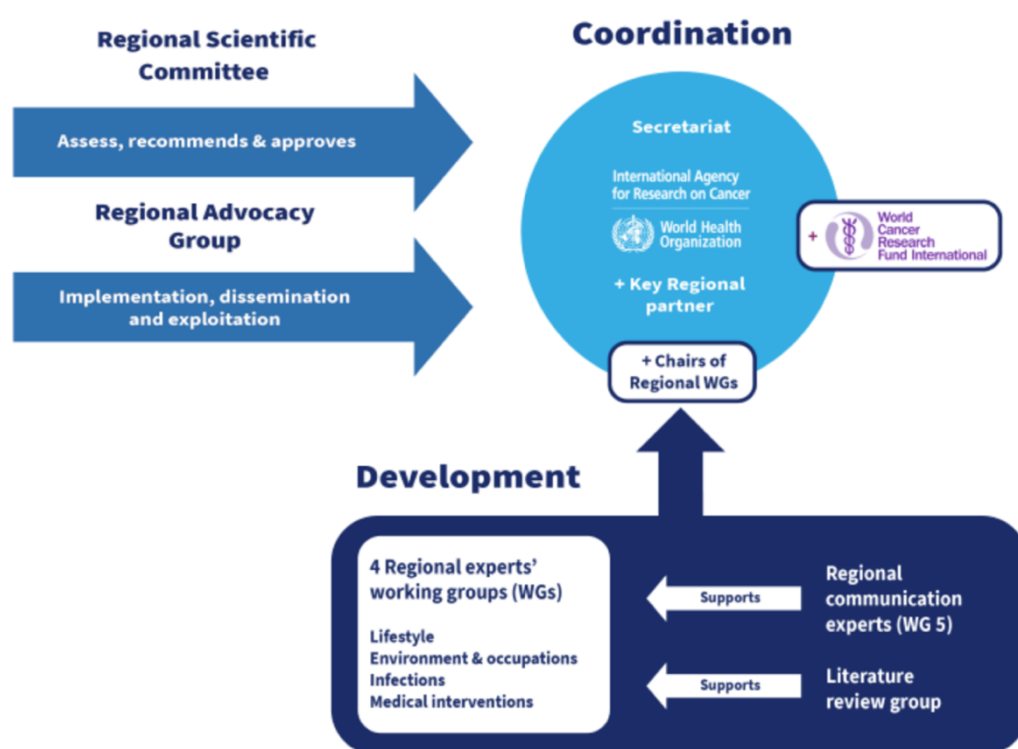 Regional Scientific
Committee
Assess, recommends & approves
Regional Advocacy
Group
Implementation, dissemination
and exploitation
Coordination
Secretariat
International Agency
for Research on Cancer
World Health
Organization
+ Key Regional
partner
+ Chairs of
Regional WGs
+
World
Cancer
Research
Fund International
Development
4 Regional experts’
working groups (WGs)
Lifestyle
Environment & occupations
Infections
Medical interventions
Supports
Regional
communication
experts (WG 5)
Supports
Literature
review group